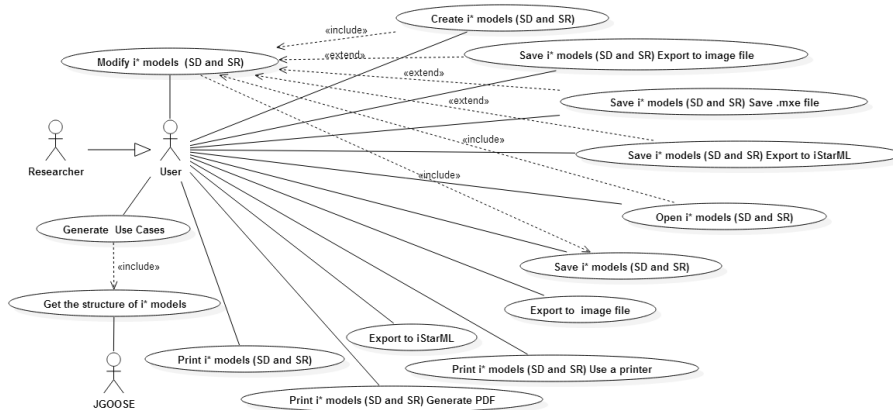 Create i* models (SD and SR)
«include»
Modify i* models (SD and SR)
«extend»
Save i* models (SD and SR) Export to image file
«extend»
Save i* models (SD and SR) Save .mxe file
«extend»
«include»
Save i* models (SD and SR) Export to iStarML
Researcher
User
«include»
Open i* models (SD and SR)
Generate Use Cases
«include»
Save i* models (SD and SR)
Get the structure of i* models
Export to image file
Export to iStarML
Print i* models (SD and SR)
Print i* models (SD and SR) Use a printer
JGOOSE
Print i* models (SD and SR) Generate PDF